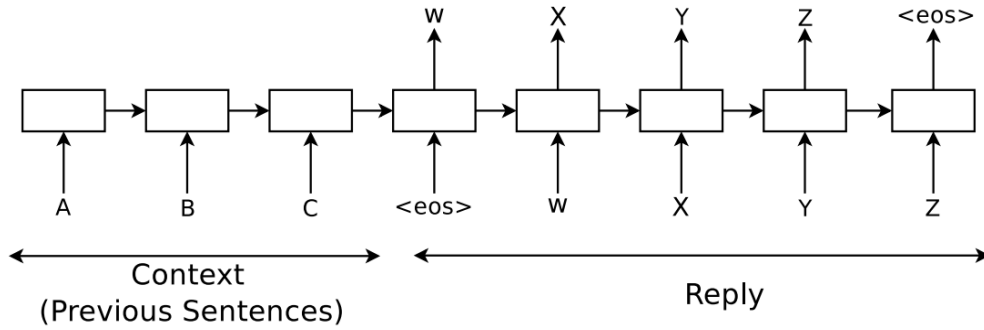 W X Y Z <eos>
A B C <eos> W X Y Z
Context
(Previous Sentences)
Reply